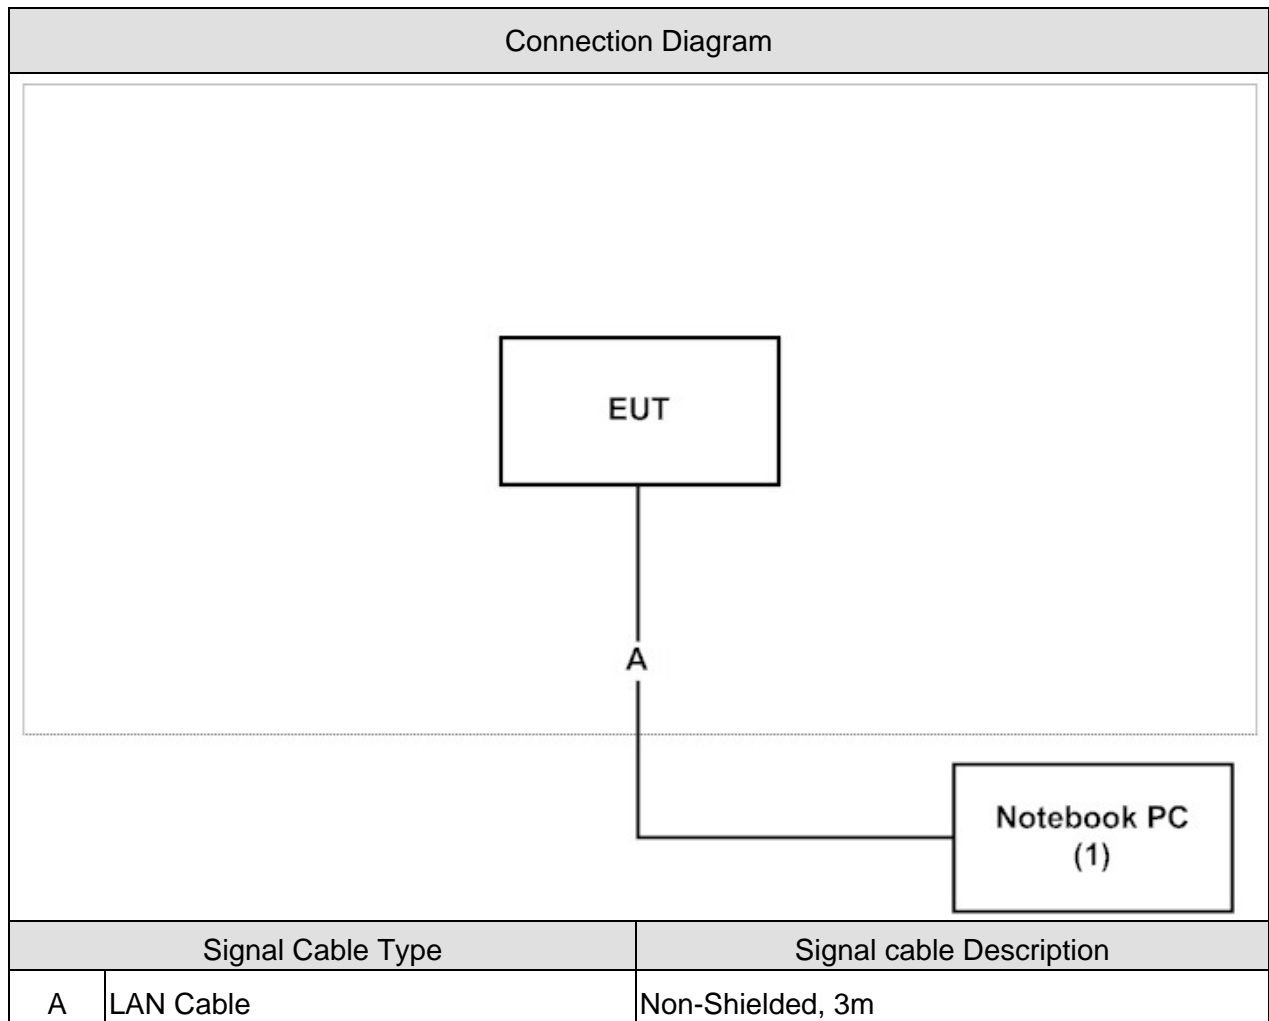 Connection Diagram
EUT
A
Notebook PC
(1)
Signal Cable Type Signal cable Description
A LAN Cable Non-Shielded, 3m